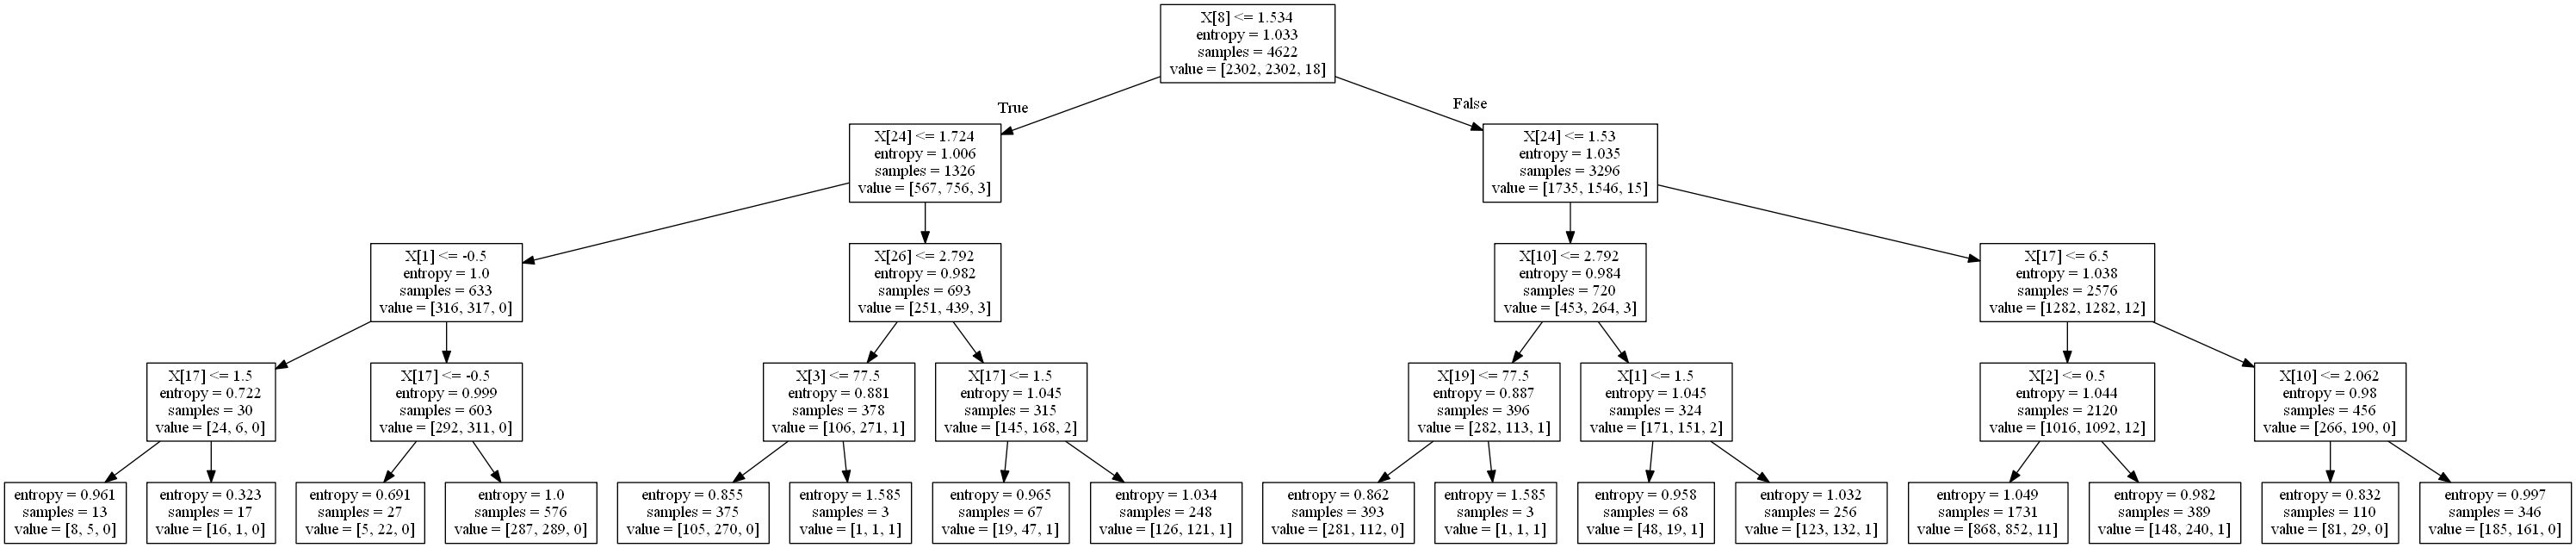 X[8] <= 1.534
entropy = 1.033
samples = 4622
value = [2302, 2302, 18]
True
False
X[24] <= 1.724
entropy = 1.006
samples = 1326
value = [567, 756, 3]
X[24] <= 1.53
entropy = 1.035
samples = 3296
value = [1735, 1546, 15]
X[1] <= -0.5
entropy = 1.0
samples = 633
value = [316, 317, 0]
X[26] <= 2.792
entropy = 0.982
samples = 693
value = [251, 439, 3]
X[10] <= 2.792
entropy = 0.984
samples = 720
value = [453, 264, 3]
X[17] <= 6.5
entropy = 1.038
samples = 2576
value = [1282, 1282, 12]
X[17] <= 1.5
entropy = 0.722
samples = 30
value = [24, 6, 0]
X[17] <= -0.5
entropy = 0.999
samples = 603
value = [292, 311, 0]
X[3] <= 77.5
entropy = 0.881
samples = 378
value = [106, 271, 1]
X[17] <= 1.5
entropy = 1.045
samples = 315
value = [145, 168, 2]
X[19] <= 77.5
entropy = 0.887
samples = 396
value = [282, 113, 1]
X[1] <= 1.5
entropy = 1.045
samples = 324
value = [171, 151, 2]
X[2] <= 0.5
entropy = 1.044
samples = 2120
value = [1016, 1092, 12]
X[10] <= 2.062
entropy = 0.98
samples = 456
value = [266, 190, 0]
entropy = 0.961
samples = 13
value = [8, 5, 0]
entropy = 0.323
samples = 17
value = [16, 1, 0]
entropy = 0.691
samples = 27
value = [5, 22, 0]
entropy = 1.0
samples = 576
value = [287, 289, 0]
entropy = 0.855
samples = 375
value = [105, 270, 0]
entropy = 1.585
samples = 3
value = [1, 1, 1]
entropy = 0.965
samples = 67
value = [19, 47, 1]
entropy = 1.034
samples = 248
value = [126, 121, 1]
entropy = 0.862
samples = 393
value = [281, 112, 0]
entropy = 1.585
samples = 3
value = [1, 1, 1]
entropy = 0.958
samples = 68
value = [48, 19, 1]
entropy = 1.032
samples = 256
value = [123, 132, 1]
entropy = 1.049
samples = 1731
value = [868, 852, 11]
entropy = 0.982
samples = 389
value = [148, 240, 1]
entropy = 0.832
samples = 110
value = [81, 29, 0]
entropy = 0.997
samples = 346
value = [185, 161, 0]